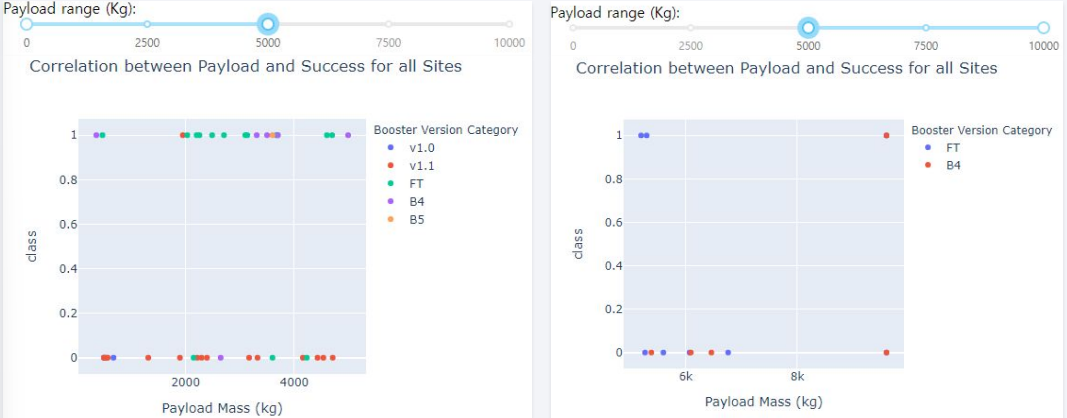 Payload range (Kg):
0 2500 5000 7500 10000
Correlation between Payload and Success for all Sites
Booster Version Category
v1.0
v1.1
FT
B4
B5
1
0.8
0.6
0.4
0.2
0
class
2000 4000
Payload Mass (kg)
Payload range (Kg):
0 2500 5000 7500 10000
Correlation between Payload and Success for all Sites
Booster Version Category
FT
B4
1
0.8
0.6
0.4
0.2
0
class
6k 8k
Payload Mass (kg)